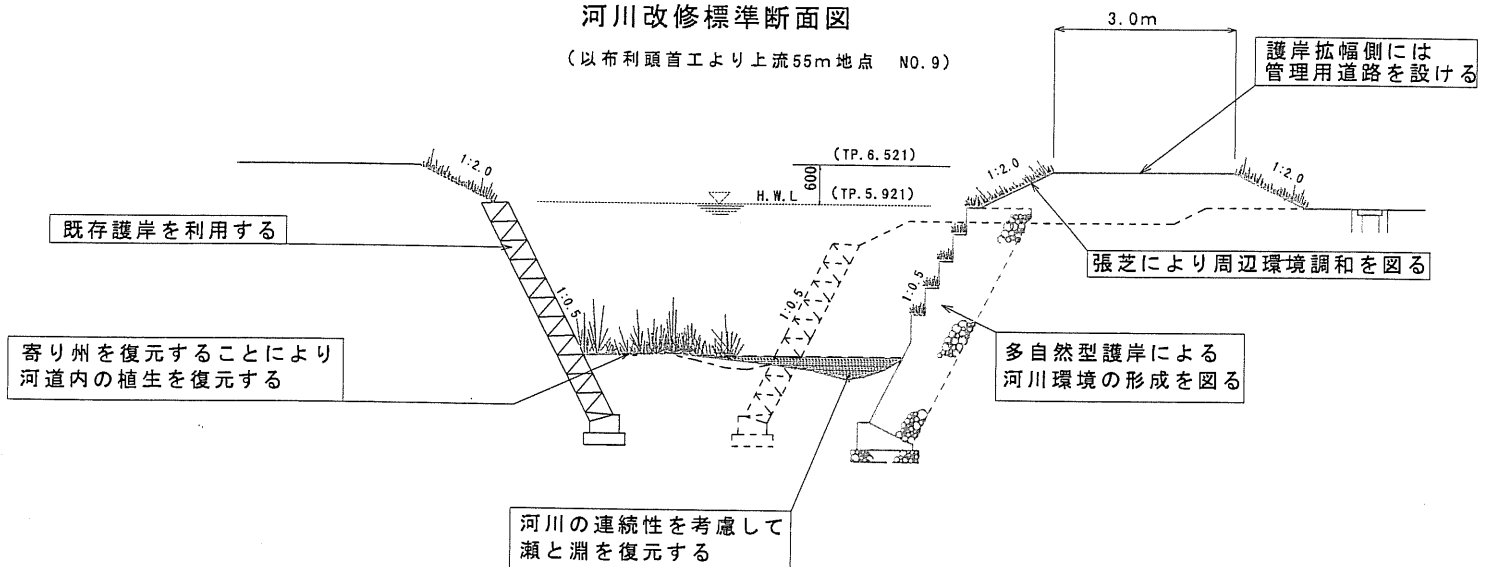 河川改修標準断面図
(以布利頭首工より上流55m地点 NO.9)
3.0m
護岸拡幅側には
管理用道路を設ける
1:2.0
(TP.6.521)
600
H.W.L
(TP.5.921)
1:2.0
1:2.0
既存護岸を利用する
張芝により周辺環境調和を図る
1:0.5
1:0.5
1:0.5
寄り州を復元することにより
河道内の植生を復元する
多自然型護岸による
河川環境の形成を図る
河川の連続性を考慮して
瀬と淵を復元する